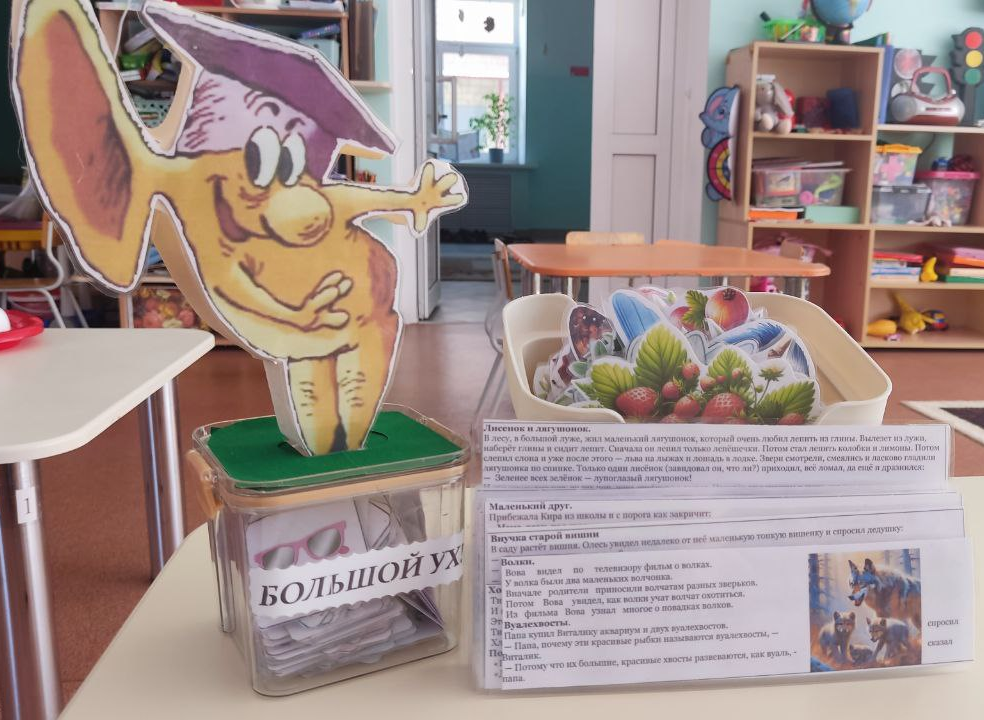 1
БОЛЬШОЙ УХ!
Лисенок и лягушонок.
В лесу, в большой луже, жил маленький лягушонок, который очень любил лепить из глины. Вылезет из лужи,
наберёт глины и сидит лепит. Сначала он лепил только лепёшечки. Потом стал лепить колобки и лимоны. Потом
слепил слона и уже после этого — льва на лыжах и лошадь в лодке. Звери смотрели, смеялись и ласково гладили
лягушонка по спинке. Только один лисёнок (завидовал он, что ли?) приходил, всё ломал, да ещё и дразнился:
— Зеленее всех зелёнок — лупоглазый лягушонок!
Маленький друг.
Прибежала Кира из школы и с порога как закричит:
Внучка старой вишни
В саду растёт вишня. Олесь увидел недалеко от неё маленькую тонкую вишенку и спросил дедушку:
Волки.
Вова видел по телевизору фильм о волках.
У волка были два маленьких волчонка.
Вначале родители приносили волчатам разных зверьков.
Потом Вова увидел, как волки учат волчат охотиться.
Из фильма Вова узнал многое о повадках волков.
Вуалехвосты.
Папа купил Виталику аквариум и двух вуалехвостов.
— Папа, почему эти красивые рыбки называются вуалехвосты, —
спросил
Виталик.
— Потому что их большие, красивые хвосты развеваются, как вуаль, -
сказал
папа.